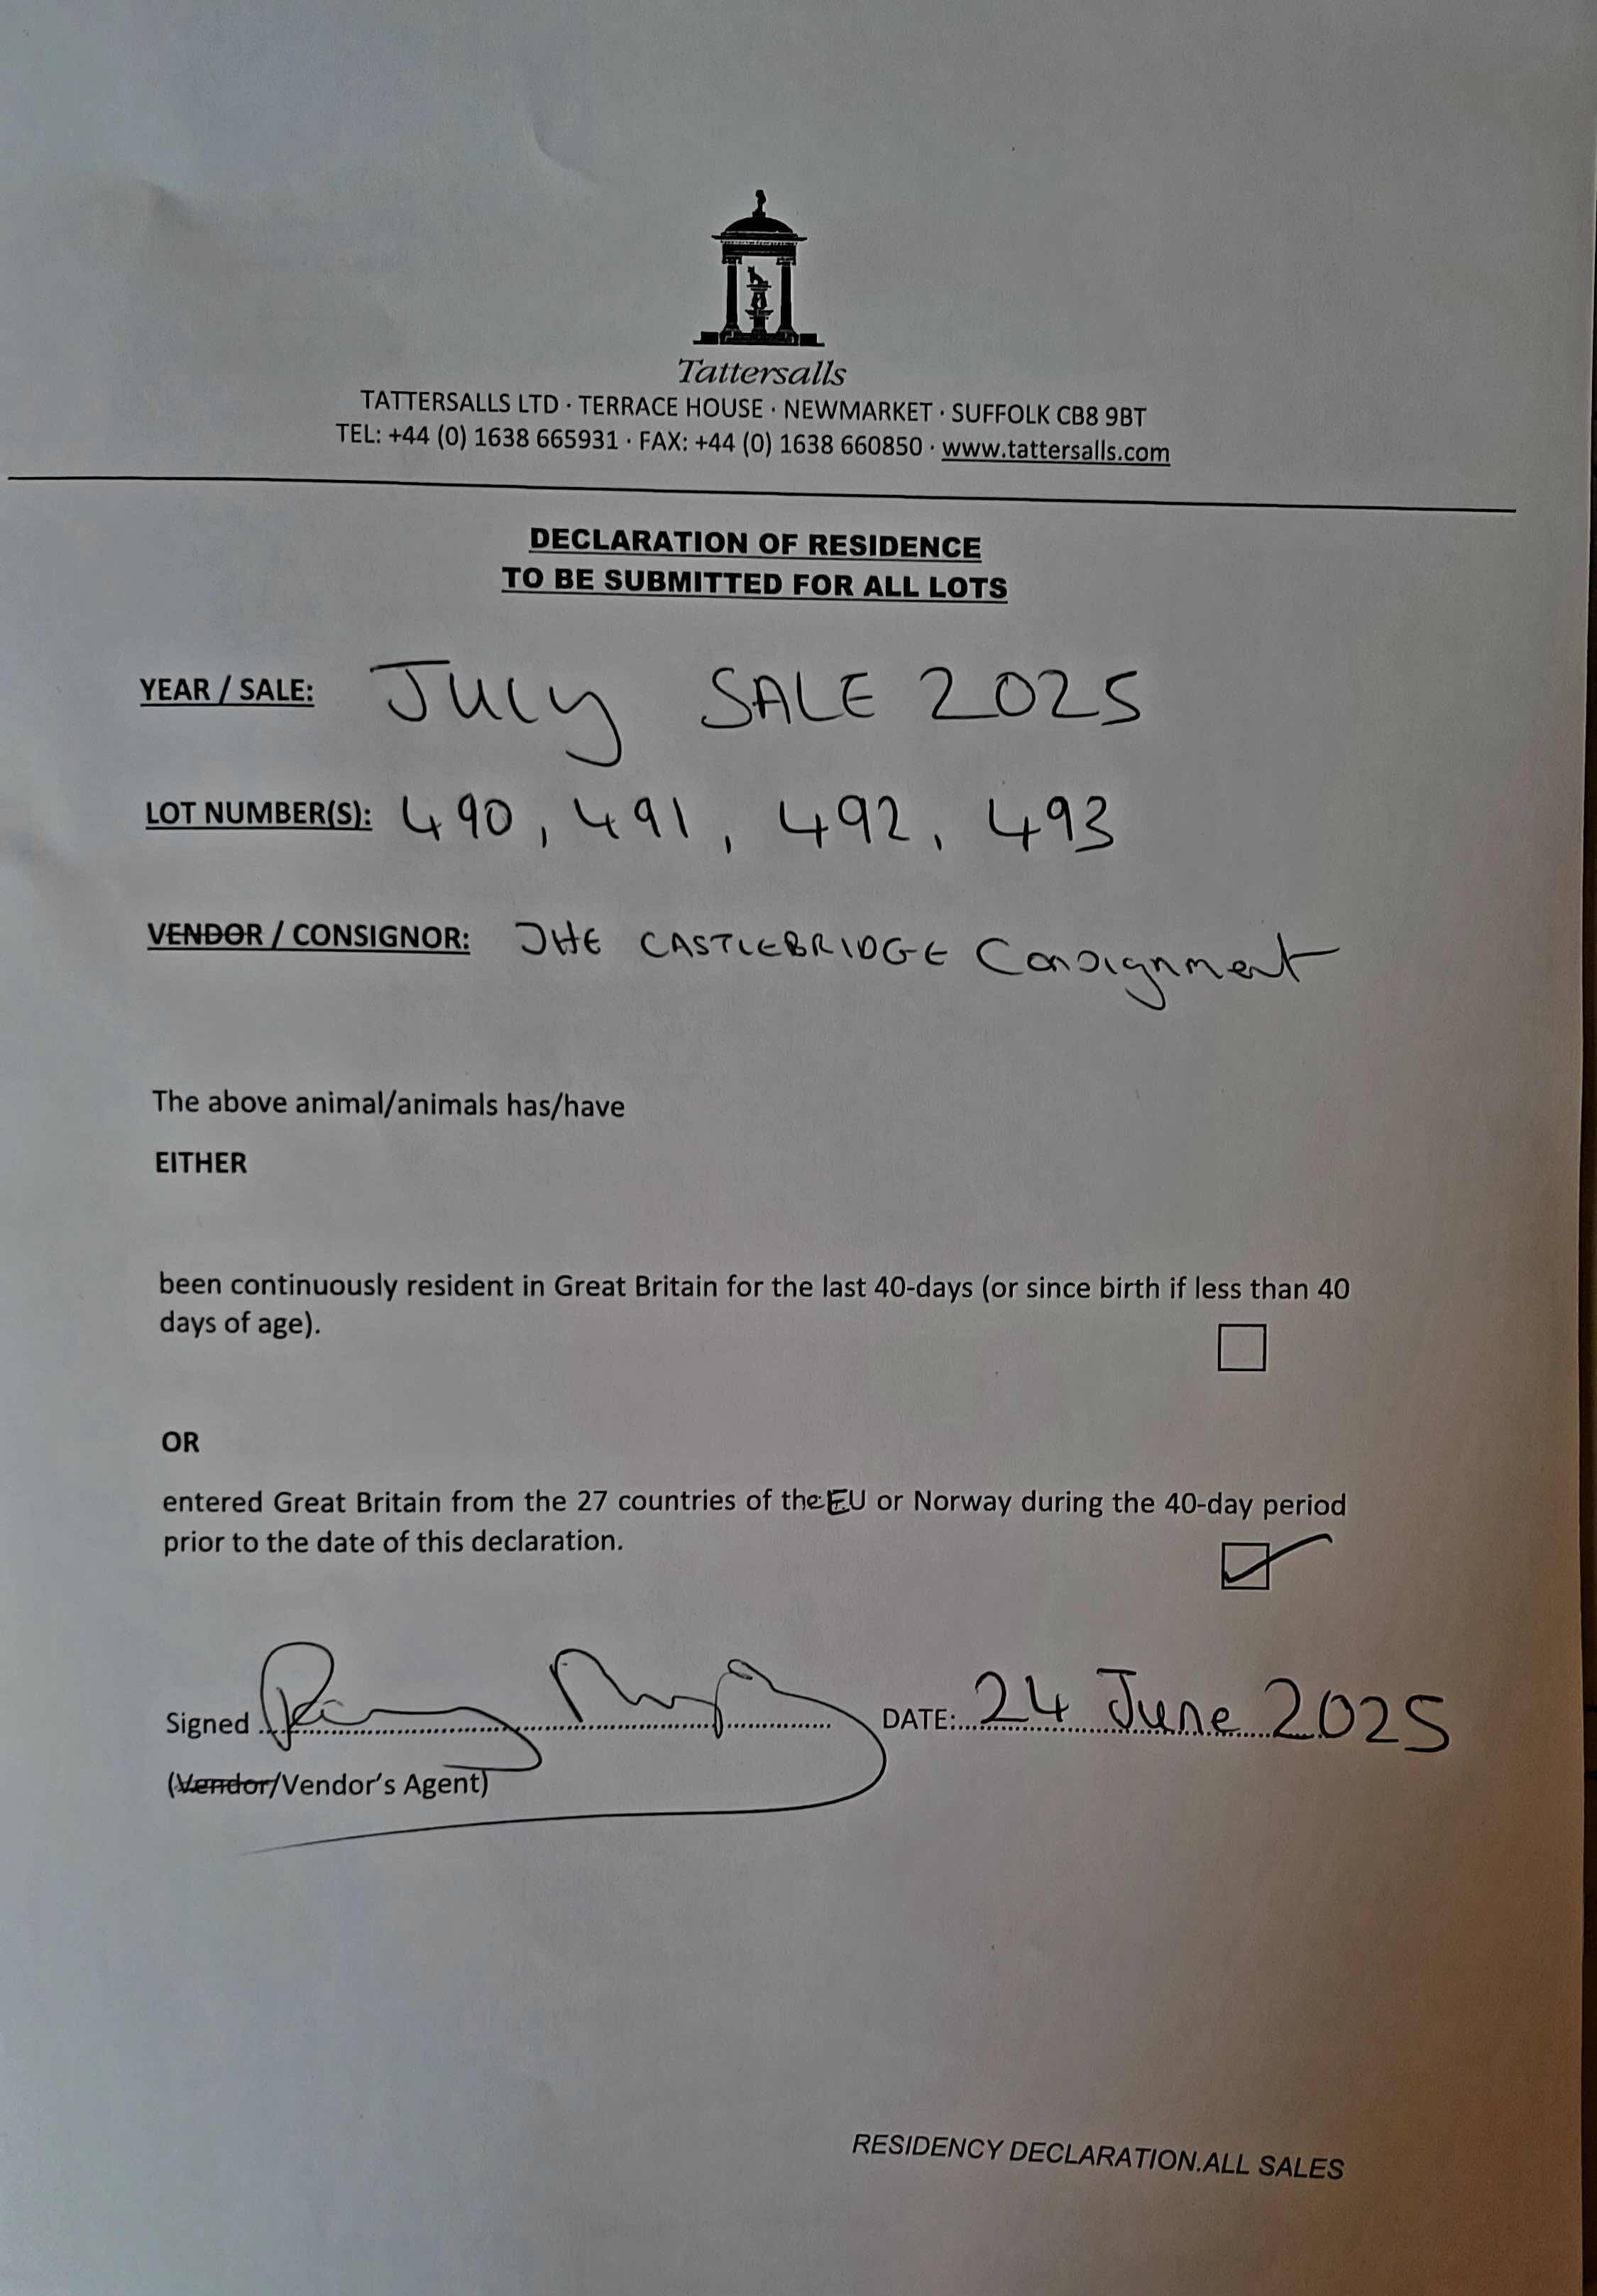 Tattersalls
TATTERSALLS LTD · TERRACE HOUSE · NEWMARKET · SUFFOLK CB8 9BT
TEL: +44 (0) 1638 665931 · FAX: +44 (0) 1638 660850 · www.tattersalls.com
DECLARATION OF RESIDENCE
TO BE SUBMITTED FOR ALL LOTS
YEAR / SALE: July SALE 2025
LOT NUMBER(S): 490, 491, 492, 493
VENDOR / CONSIGNOR: THE CASTLEBRIDGE Consignment
The above animal/animals has/have
EITHER
been continuously resident in Great Britain for the last 40-days (or since birth if less than 40
days of age).
OR
entered Great Britain from the 27 countries of the EU or Norway during the 40-day period
prior to the date of this declaration.
Signed DATE: 24 June 2025
(Vendor/Vendor's Agent)
RESIDENCY DECLARATION.ALL SALES